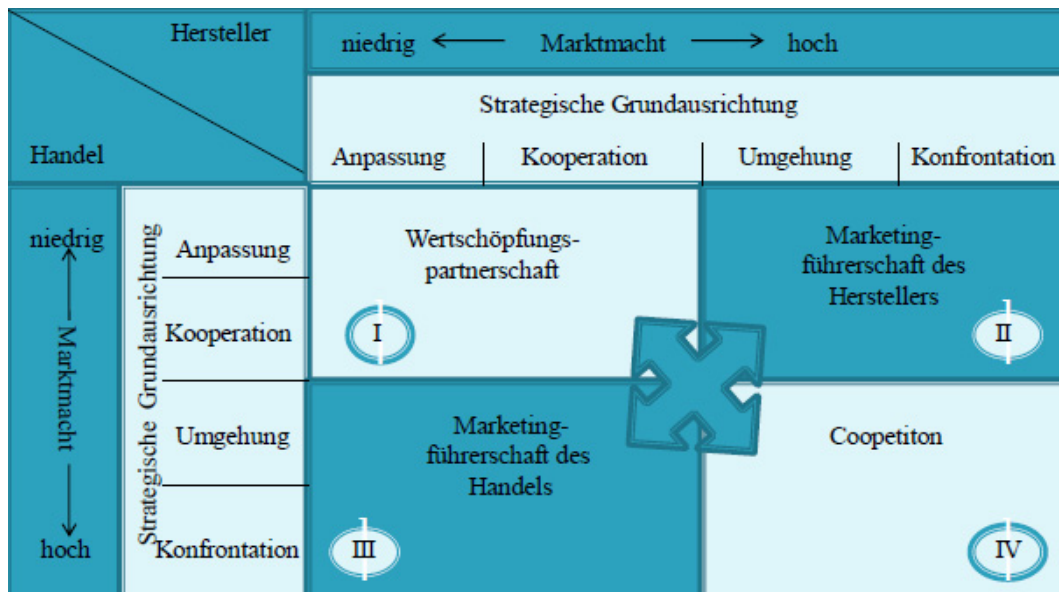 Hersteller
niedrig Marktmacht hoch
Strategische Grundausrichtung
Handel
Anpassung Kooperation Umgehung Konfrontation
niedrig
Marktmacht
hoch
Strategische Grundausrichtung
Anpassung
Kooperation
Umgehung
Konfrontation
Wertschöpfungs-
partnerschaft
I
Marketing-
führerschaft des
Herstellers
II
Marketing-
führerschaft des
Handels
III
Coopetiton
IV